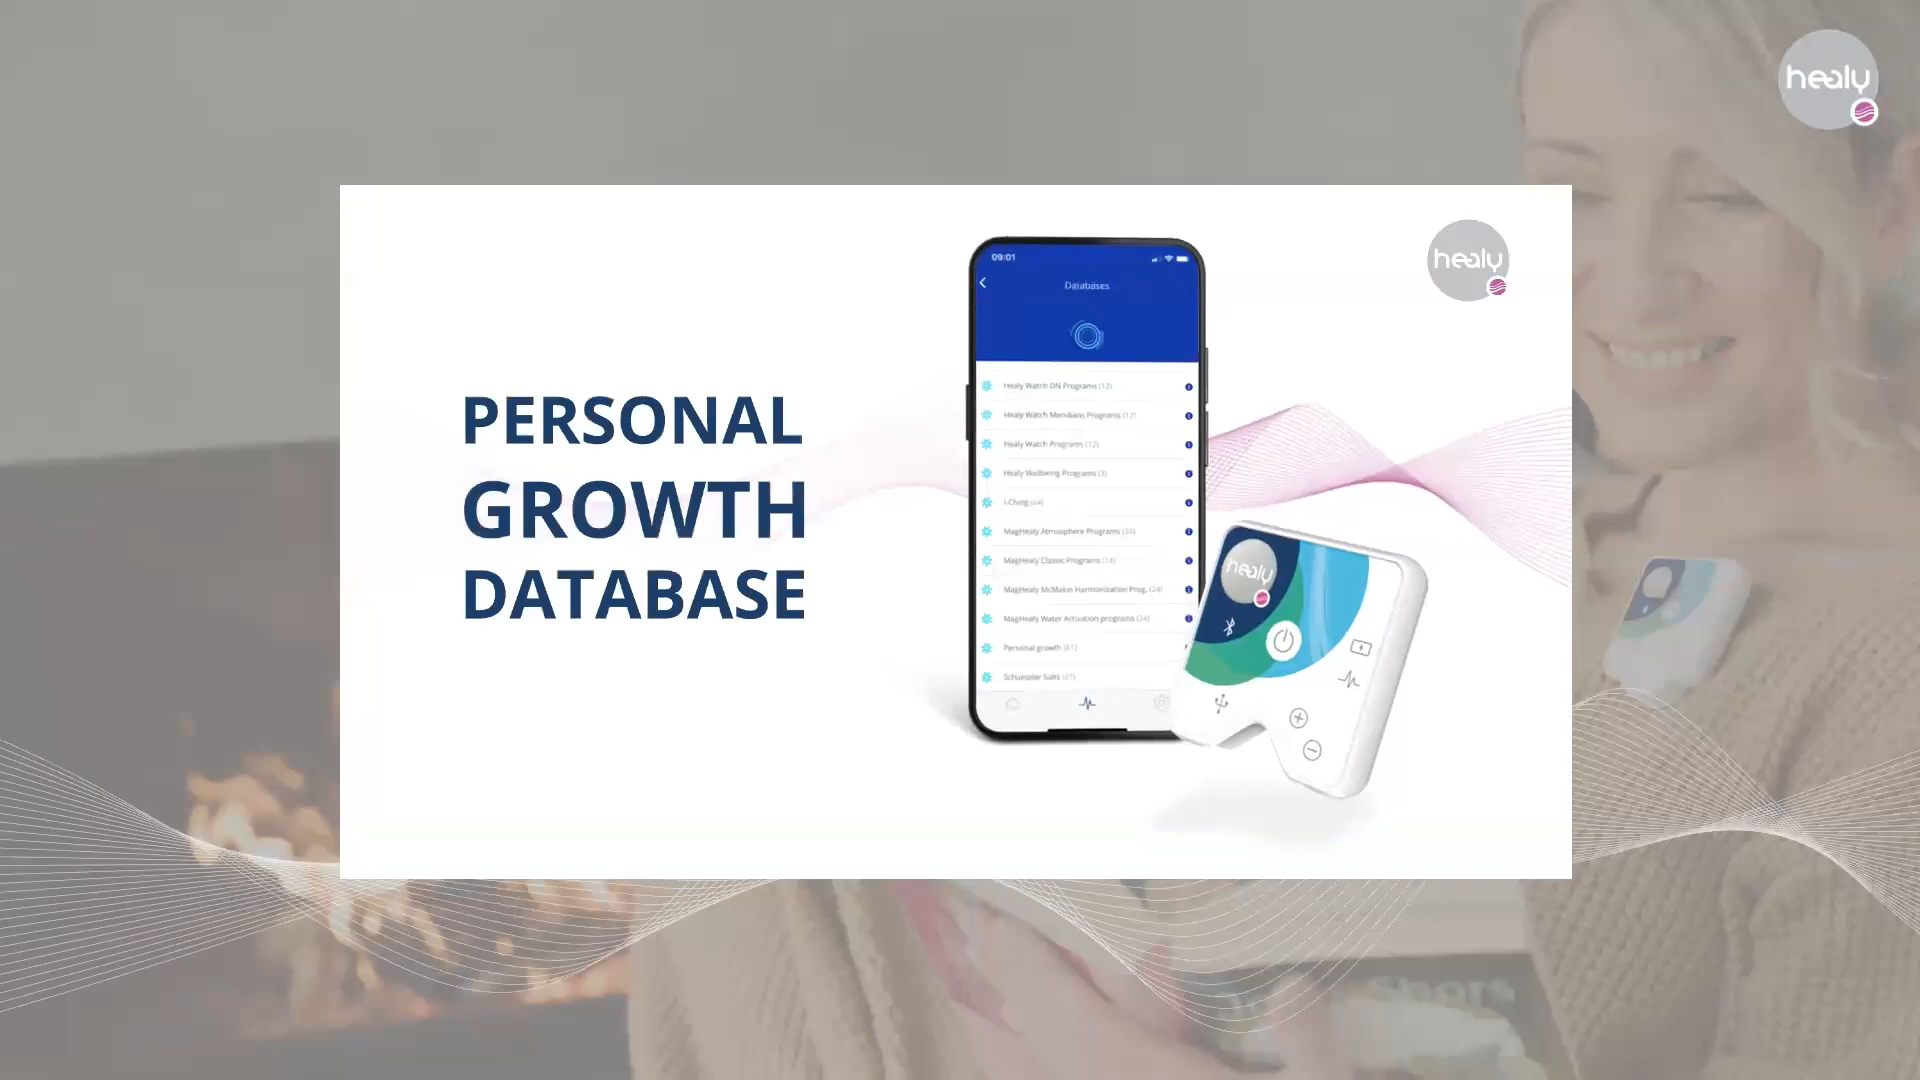 healy
healy
PERSONAL
GROWTH
DATABASE
09:01
Databases
Healy Watch DN Programs (12)
Healy Watch Meridians Programs (12)
Healy Watch Programs (12)
Healy Wellbeing Programs (3)
I-Ching (64)
MagHealy Atmosphere Programs (24)
MagHealy Classic Programs (14)
MagHealy McMakin Harmonization Prog. (24)
MagHealy Water Activation programs (24)
Personal growth (81)
Schuessler Salts (27)
healy